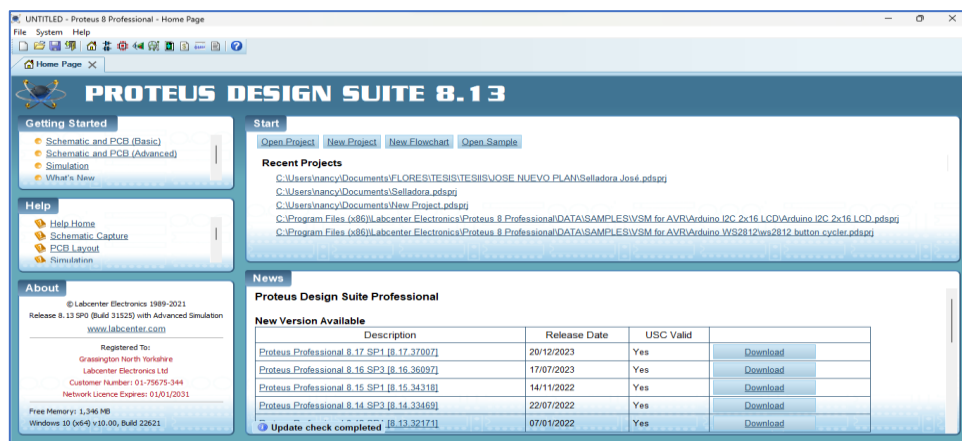 UNTITLED - Proteus 8 Professional - Home Page
File System Help
Home Page
PROTEUS DESIGN SUITE 8.13
Getting Started
Schematic and PCB (Basic)
Schematic and PCB (Advanced)
Simulation
What's New
Help
Help Home
Schematic Capture
PCB Layout
Simulation
About
© Labcenter Electronics 1989-2021
Release 8.13 SP0 (Build 31525) with Advanced Simulation
www.labcenter.com
Registered To:
Grassington North Yorkshire
Labcenter Electronics Ltd
Customer Number: 01-75675-344
Network Licence Expires: 01/01/2031
Free Memory: 1,346 MB
Windows 10 (x64) v10.00, Build 22621
Start
Open Project New Project New Flowchart Open Sample
Recent Projects
C:\Users\nancy\Documents\FLORES\TESIS\TESIIS\JOSE NUEVO PLAN\Selladora José.pdsprj
C:\Users\nancy\Documents\Selladora.pdsprj
C:\Users\nancy\Documents\New Project.pdsprj
C:\Program Files (x86)\Labcenter Electronics\Proteus 8 Professional\DATA\SAMPLES\VSM for AVR\Arduino I2C 2x16 LCD\Arduino I2C 2x16 LCD.pdsprj
C:\Program Files (x86)\Labcenter Electronics\Proteus 8 Professional\DATA\SAMPLES\VSM for AVR\Arduino WS2812\ws2812 button cycler.pdsprj
News
Proteus Design Suite Professional
New Version Available
Description Release Date USC Valid
Proteus Professional 8.17 SP1 [8.17.37007] 20/12/2023 Yes Download
Proteus Professional 8.16 SP3 [8.16.36097] 17/07/2023 Yes Download
Proteus Professional 8.15 SP1 [8.15.34318] 14/11/2022 Yes Download
Proteus Professional 8.14 SP3 [8.14.33469] 22/07/2022 Yes Download
[8.13.32171] 07/01/2022 Yes Download
Update check completed